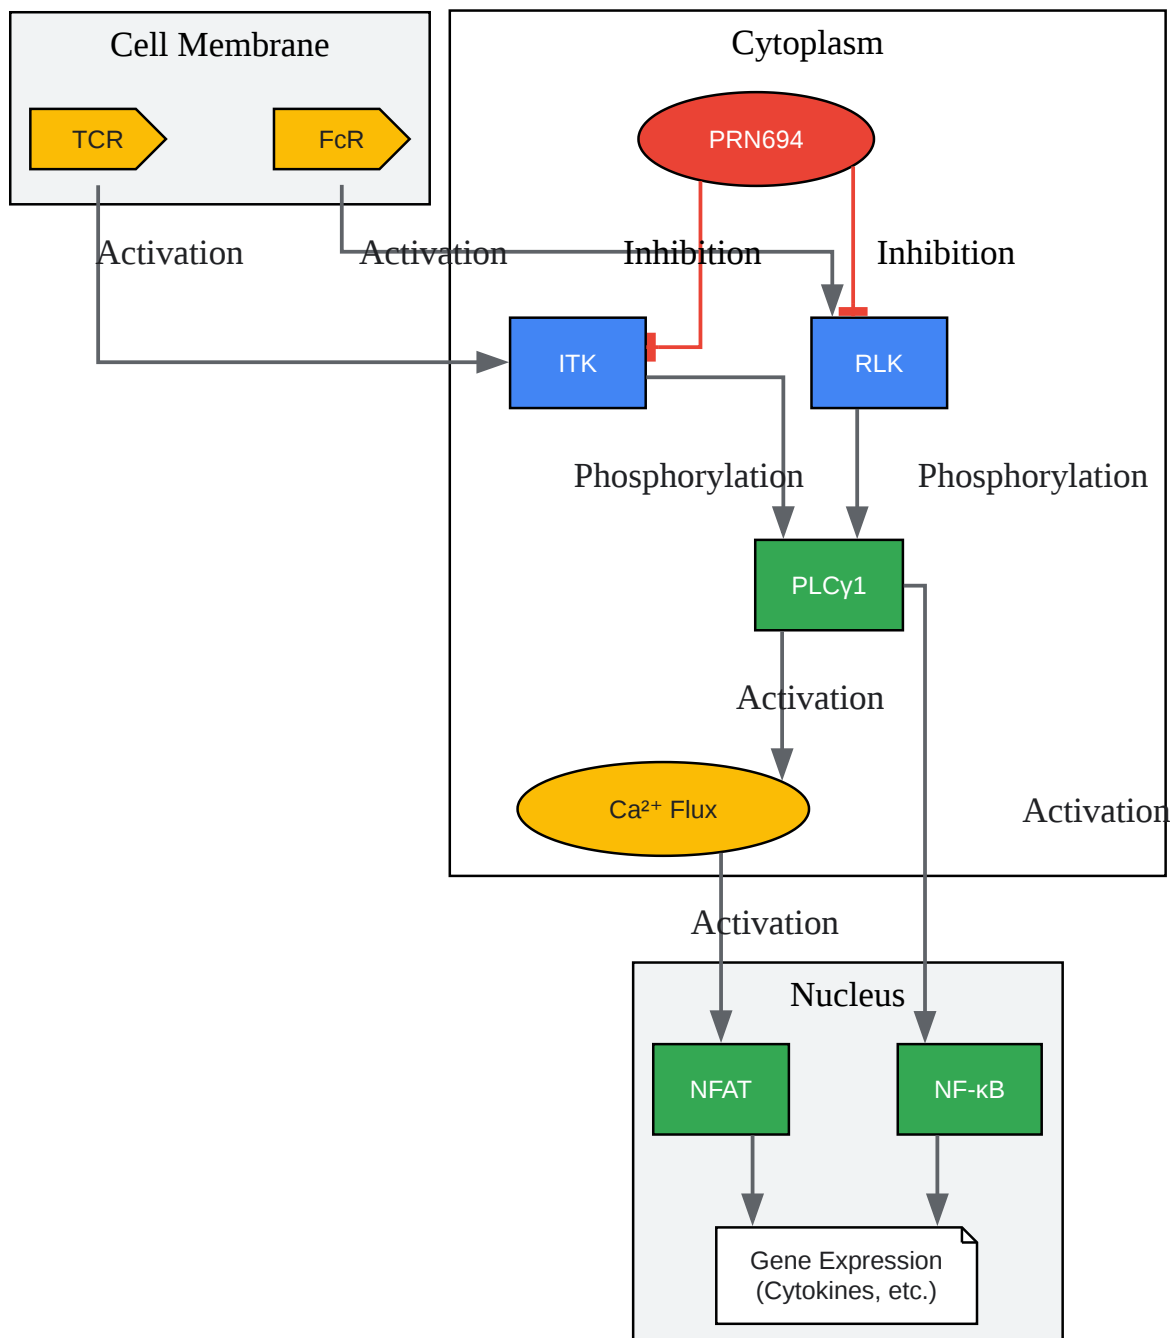 Cell Membrane
Cytoplasm
TCR
FcR
PRN694
Activation
Activation
Inhibition
Inhibition
ITK
RLK
Phosphorylation
Phosphorylation
PLCγ1
Activation
Ca²⁺ Flux
Activation
Activation
Nucleus
NFAT
NF-κB
Gene Expression
(Cytokines, etc.)